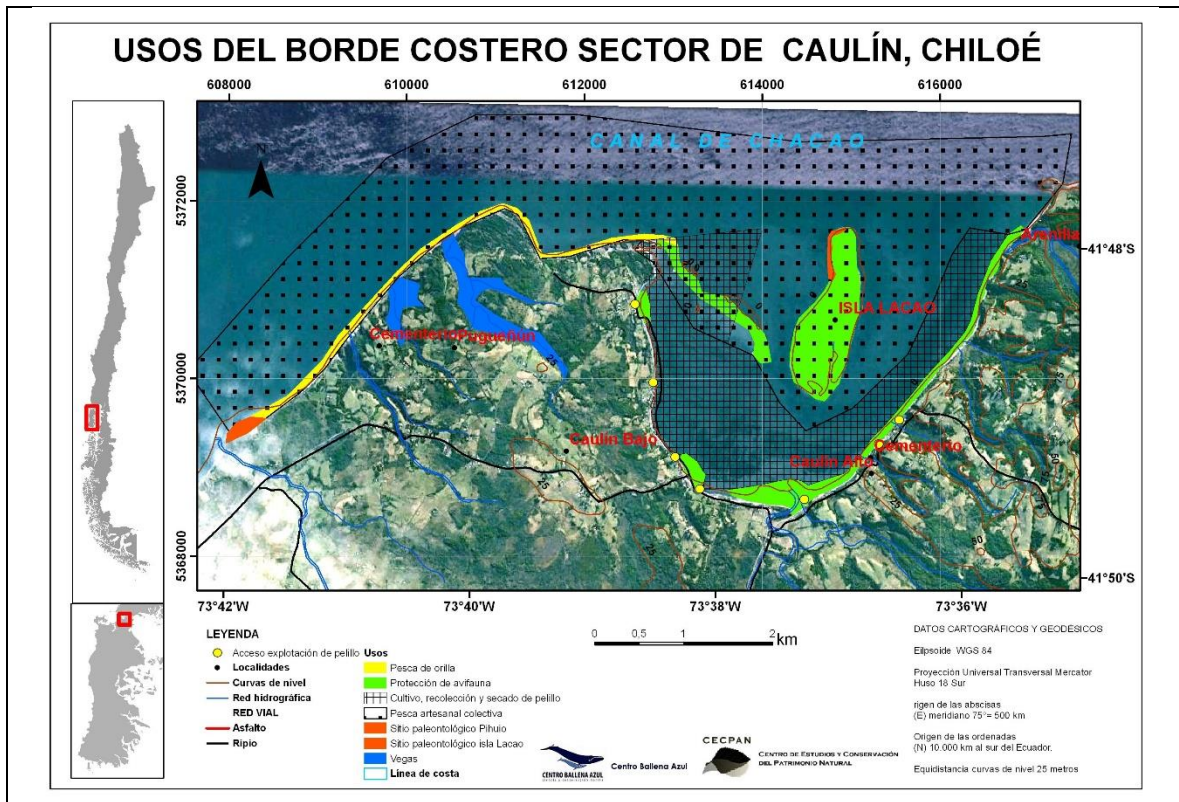 USOS DEL BORDE COSTERO SECTOR DE CAULÍN, CHILOÉ
608000 610000 612000 614000 616000
CANAL DE CHACAO
N
5372000
41°48'S
Arenilla
ISLA LACAO
Cementerio Pugueñún
5370000
Caulín Bajo
Cementerio
Caulín Alto
5368000
41°50'S
73°42'W 73°40'W 73°38'W 73°36'W
LEYENDA
Acceso explotación de pelillo
Localidades
Curvas de nivel
Red hidrográfica
RED VIAL
Asfalto
Ripio
Usos
Pesca de orilla
Protección de avifauna
Cultivo, recolección y secado de pelillo
Pesca artesanal colectiva
Sitio paleontológico Pihuio
Sitio paleontológico isla Lacao
Vegas
Linea de costa
0 0,5 1 2 km
CENTRO BALLENA AZUL
Centro Ballena Azul
CECPAN
CENTRO DE ESTUDIOS Y CONSERVACIÓN
DEL PATRIMONIO NATURAL
DATOS CARTOGRÁFICOS Y GEODÉSICOS
Elipsoide WGS 84
Proyección Universal Transversal Mercator
Huso 18 Sur
rigen de las abscisas
(E) meridiano 75°= 500 km
Origen de las ordenadas
(N) 10.000 km al sur del Ecuador.
Equidistancia curvas de nivel 25 metros